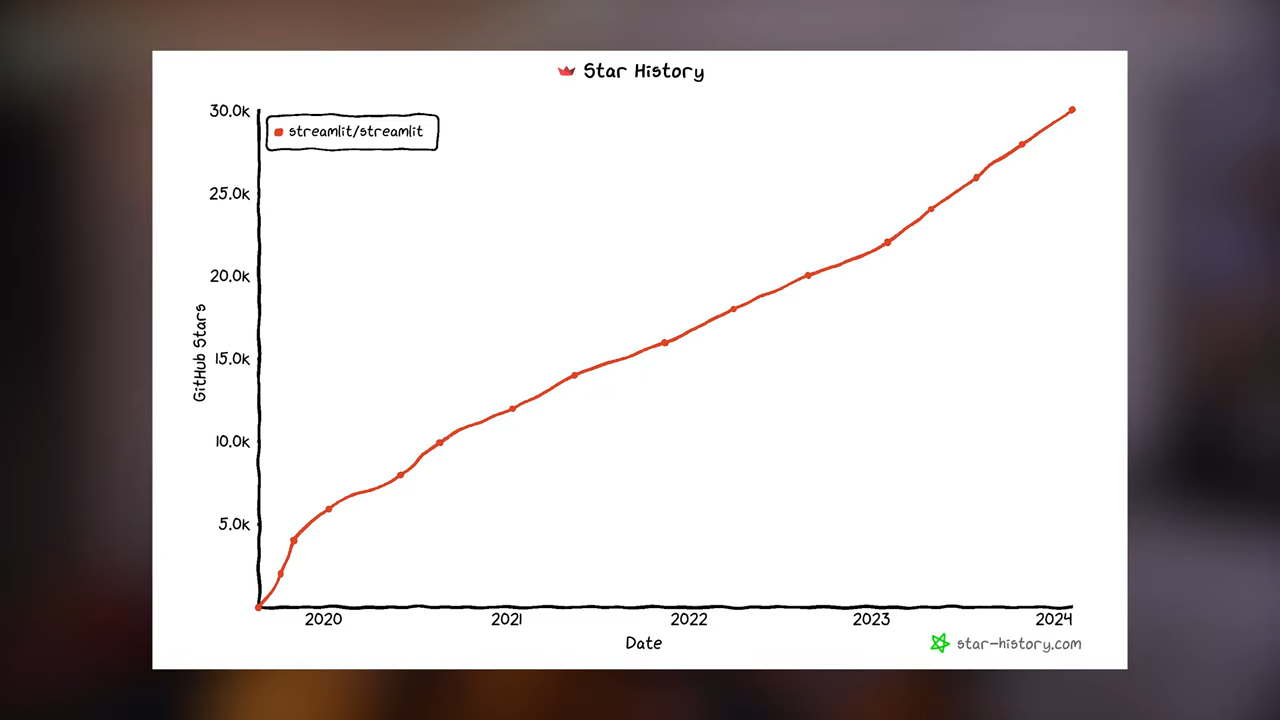 Star History
30.0k
streamlit/streamlit
25.0k
20.0k
GitHub Stars
15.0k
10.0k
5.0k
2020 2021 2022 2023 2024
Date
star-history.com